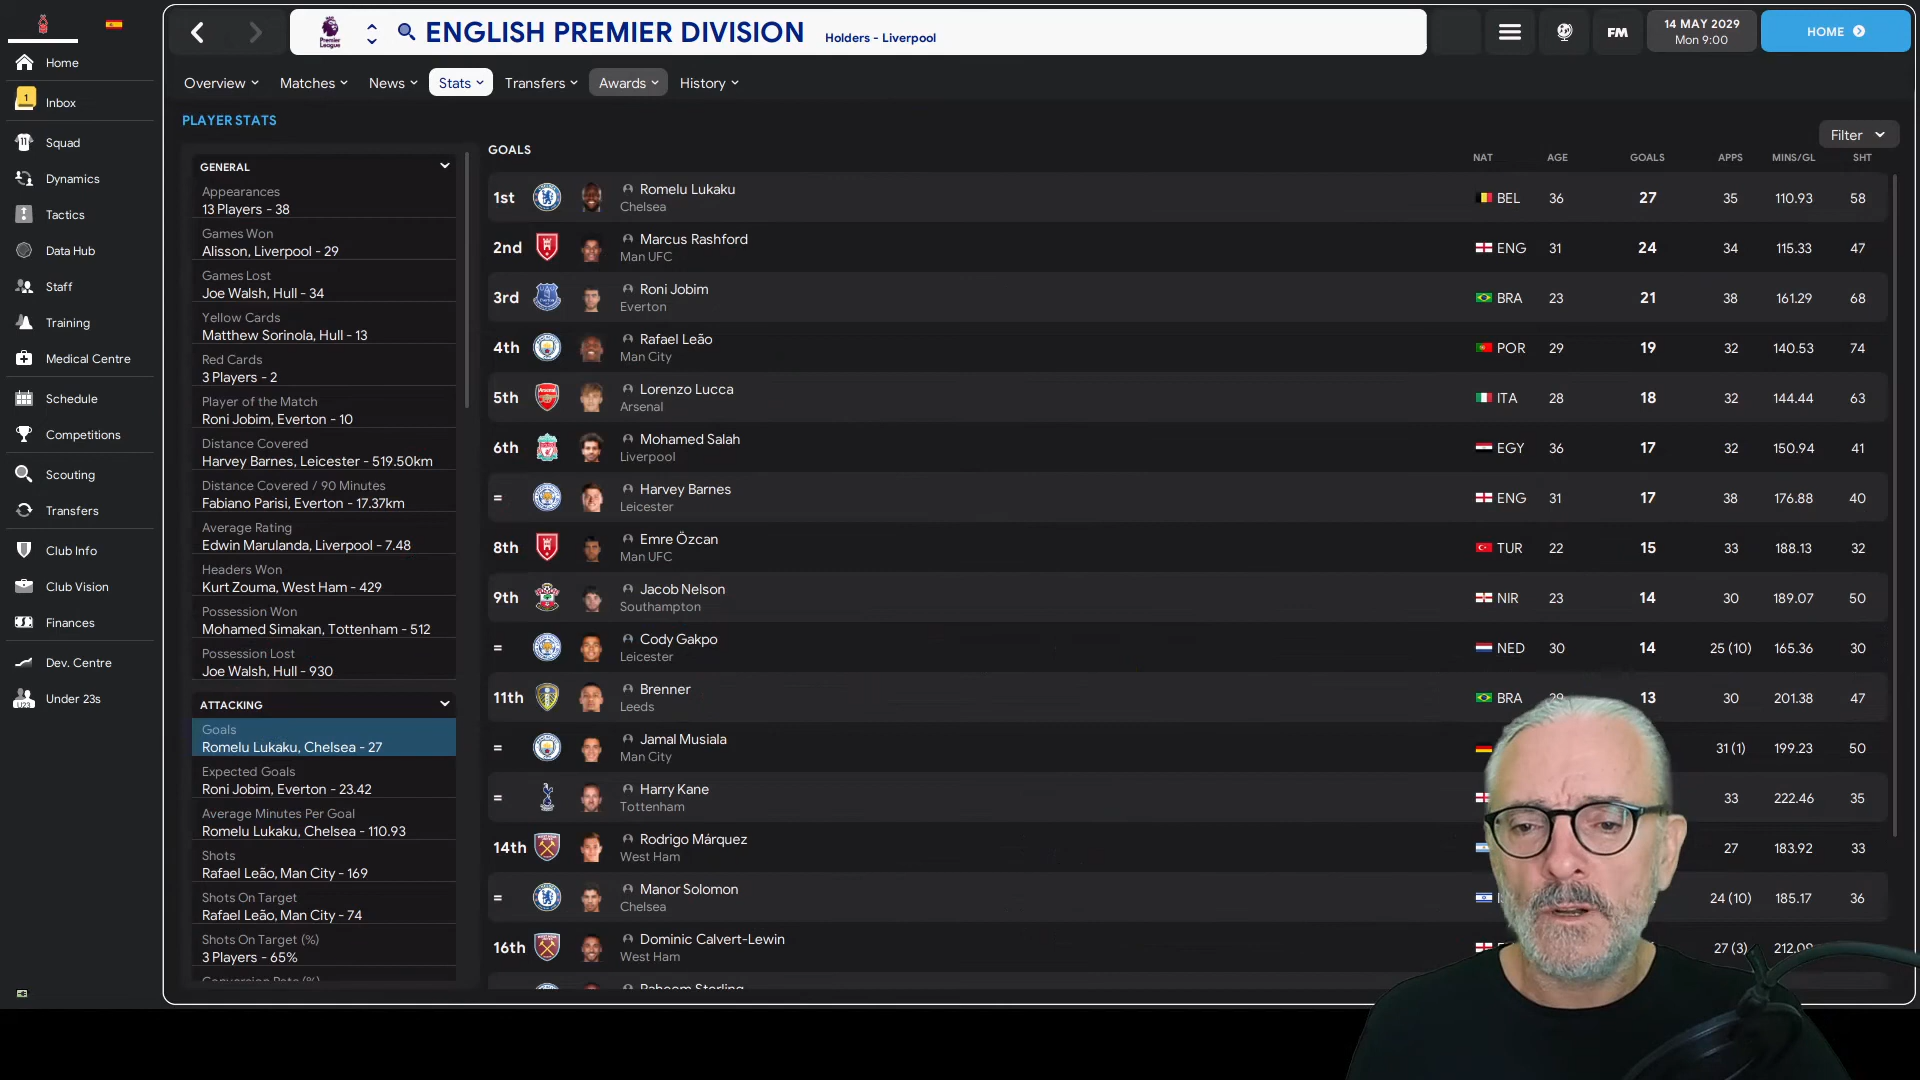 ENGLISH PREMIER DIVISION
Holders - Liverpool
Premier League
FM
14 MAY 2029
Mon 9:00
HOME
Home
1
Inbox
Squad
Dynamics
Tactics
Data Hub
Staff
Training
Medical Centre
Schedule
Competitions
Scouting
Transfers
Club Info
Club Vision
Finances
Dev. Centre
Under 23s
Overview
Matches
News
Stats
Transfers
Awards
History
PLAYER STATS
GENERAL
Appearances
13 Players - 38
Games Won
Alisson, Liverpool - 29
Games Lost
Joe Walsh, Hull - 34
Yellow Cards
Matthew Sorinola, Hull - 13
Red Cards
3 Players - 2
Player of the Match
Roni Jobim, Everton - 10
Distance Covered
Harvey Barnes, Leicester - 519.50km
Distance Covered / 90 Minutes
Fabiano Parisi, Everton - 17.37km
Average Rating
Edwin Marulanda, Liverpool - 7.48
Headers Won
Kurt Zouma, West Ham - 429
Possession Won
Mohamed Simakan, Tottenham - 512
Possession Lost
Joe Walsh, Hull - 930
ATTACKING
Goals
Romelu Lukaku, Chelsea - 27
Expected Goals
Roni Jobim, Everton - 23.42
Average Minutes Per Goal
Romelu Lukaku, Chelsea - 110.93
Shots
Rafael Leão, Man City - 169
Shots On Target
Rafael Leão, Man City - 74
Shots On Target (%)
3 Players - 65%
Conversion Rate (%)
Filter
GOALS
NAT AGE GOALS APPS MINS/GL SHT
1st Romelu Lukaku BEL 36 27 35 110.93 58
Chelsea
2nd Marcus Rashford ENG 31 24 34 115.33 47
Man UFC
3rd Roni Jobim BRA 23 21 38 161.29 68
Everton
4th Rafael Leão POR 29 19 32 140.53 74
Man City
5th Lorenzo Lucca ITA 28 18 32 144.44 63
Arsenal
6th Mohamed Salah EGY 36 17 32 150.94 41
Liverpool
= Harvey Barnes ENG 31 17 38 176.88 40
Leicester
8th Emre Özcan TUR 22 15 33 188.13 32
Man UFC
9th Jacob Nelson NIR 23 14 30 189.07 50
Southampton
= Cody Gakpo NED 30 14 25 (10) 165.36 30
Leicester
11th Brenner BRA 29 13 30 201.38 47
Leeds
= Jamal Musiala 31 (1) 199.23 50
Man City
= Harry Kane 33 222.46 35
Tottenham
14th Rodrigo Márquez 27 183.92 33
West Ham
= Manor Solomon 24 (10) 185.17 36
Chelsea
16th Dominic Calvert-Lewin 27 (3) 212.09
West Ham
Raheem Sterling